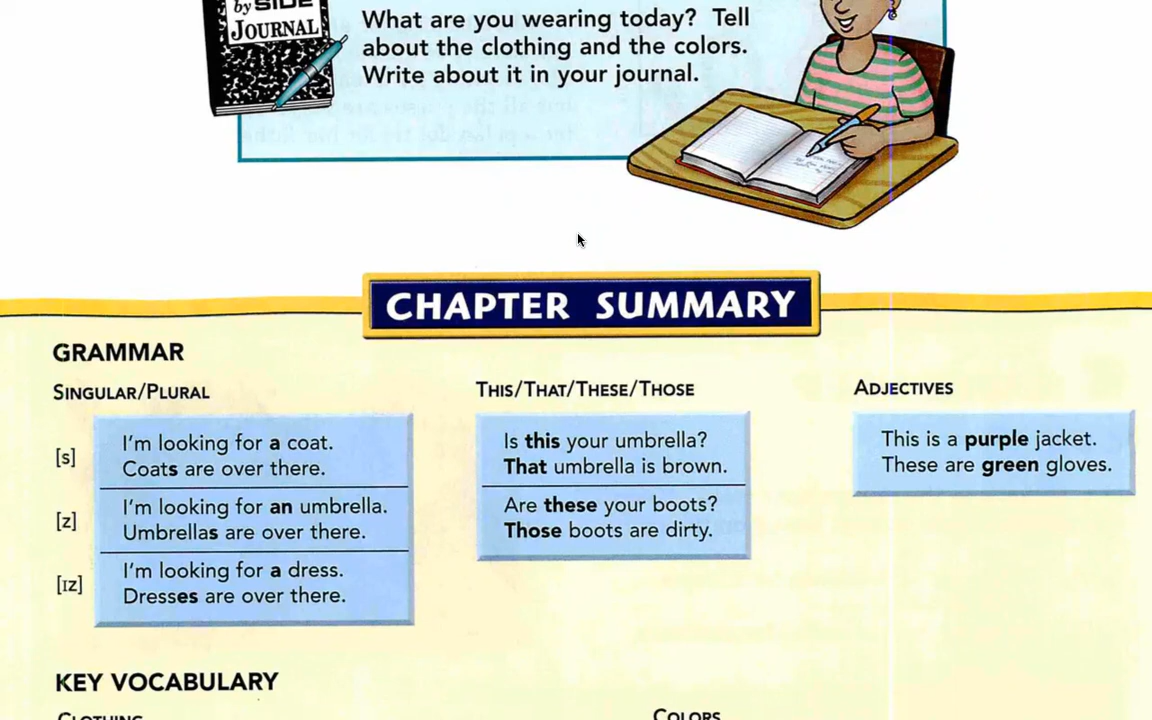 by SIDE
JOURNAL
What are you wearing today? Tell
about the clothing and the colors.
Write about it in your journal.
CHAPTER SUMMARY
GRAMMAR
SINGULAR/PLURAL
[s]
I'm looking for a coat.
Coats are over there.
[z]
I'm looking for an umbrella.
Umbrellas are over there.
[ɪz]
I'm looking for a dress.
Dresses are over there.
THIS/THAT/THESE/THOSE
Is this your umbrella?
That umbrella is brown.
Are these your boots?
Those boots are dirty.
ADJECTIVES
This is a purple jacket.
These are green gloves.
KEY VOCABULARY
CLOTHING
COLORS